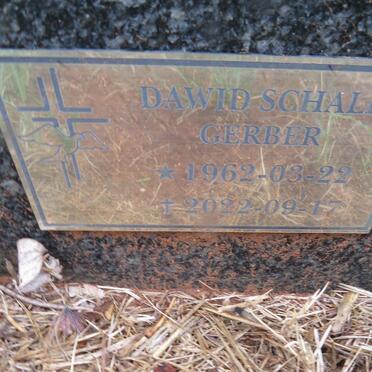 DAWID SCHAL
GERBER
★ 1962-03-22
✝ 2022-09-17